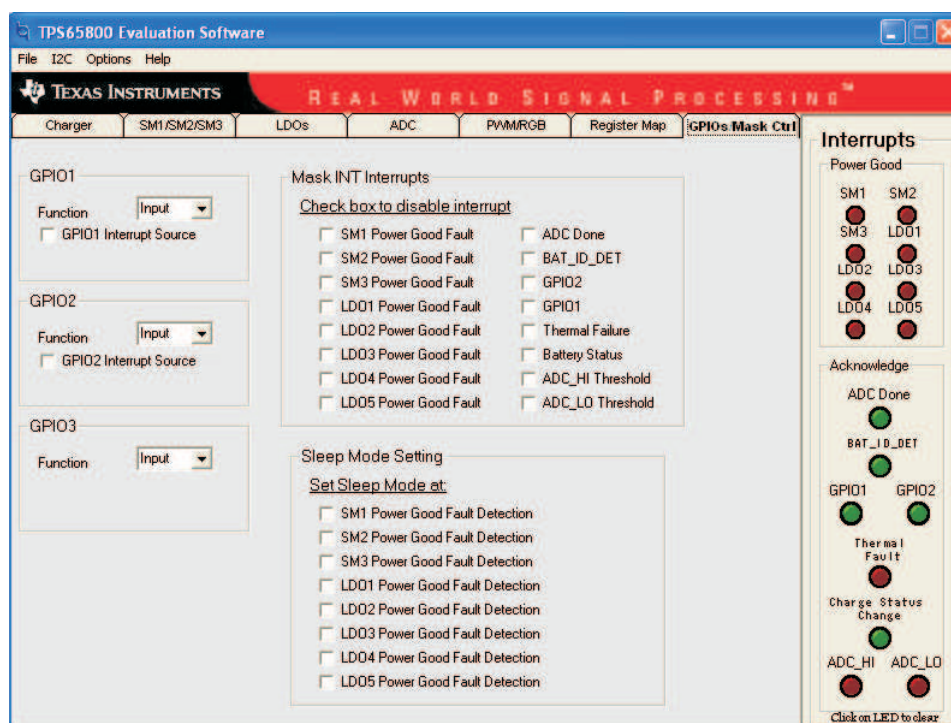 TPS65800 Evaluation Software
File I2C Options Help
TEXAS INSTRUMENTS
REAL WORLD SIGNAL PROCESSING™
Charger SM1/SM2/SM3 LDOs ADC PWM/RGB Register Map GPIOs/Mask Ctrl
GPIO1
Function Input
GPIO1 Interrupt Source
GPIO2
Function Input
GPIO2 Interrupt Source
GPIO3
Function Input
Mask INT Interrupts
Check box to disable interrupt
SM1 Power Good Fault
SM2 Power Good Fault
SM3 Power Good Fault
LDO1 Power Good Fault
LDO2 Power Good Fault
LDO3 Power Good Fault
LDO4 Power Good Fault
LDO5 Power Good Fault
ADC Done
BAT_ID_DET
GPIO2
GPIO1
Thermal Failure
Battery Status
ADC_HI Threshold
ADC_LO Threshold
Sleep Mode Setting
Set Sleep Mode at:
SM1 Power Good Fault Detection
SM2 Power Good Fault Detection
SM3 Power Good Fault Detection
LDO1 Power Good Fault Detection
LDO2 Power Good Fault Detection
LDO3 Power Good Fault Detection
LDO4 Power Good Fault Detection
LDO5 Power Good Fault Detection
Interrupts
Power Good
SM1 SM2
SM3 LDO1
LDO2 LDO3
LDO4 LDO5
Acknowledge
ADC Done
BAT_ID_DET
GPIO1 GPIO2
Thermal
Fault
Charge Status
Change
ADC_HI ADC_LO
Click on LED to clear